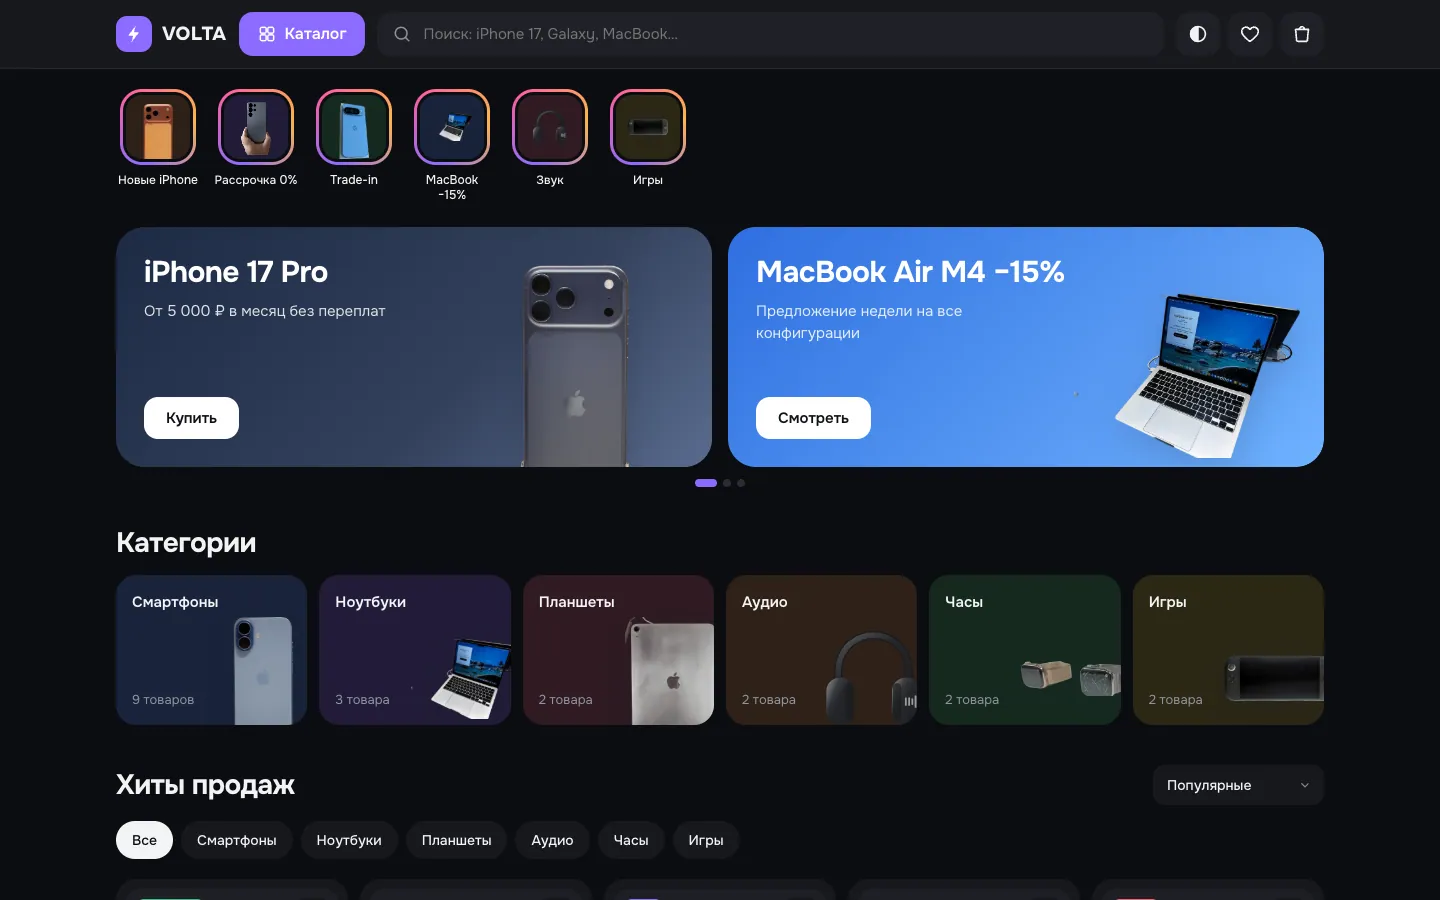 VOLTA
Каталог
Поиск: iPhone 17, Galaxy, MacBook...
Новые iPhone
Рассрочка 0%
Trade-in
MacBook
−15%
Звук
Игры
iPhone 17 Pro
От 5 000 ₽ в месяц без переплат
Купить
MacBook Air M4 −15%
Предложение недели на все
конфигурации
Смотреть
Категории
Смартфоны
9 товаров
Ноутбуки
3 товара
Планшеты
2 товара
Аудио
2 товара
Часы
2 товара
Игры
2 товара
Хиты продаж
Популярные
Все
Смартфоны
Ноутбуки
Планшеты
Аудио
Часы
Игры